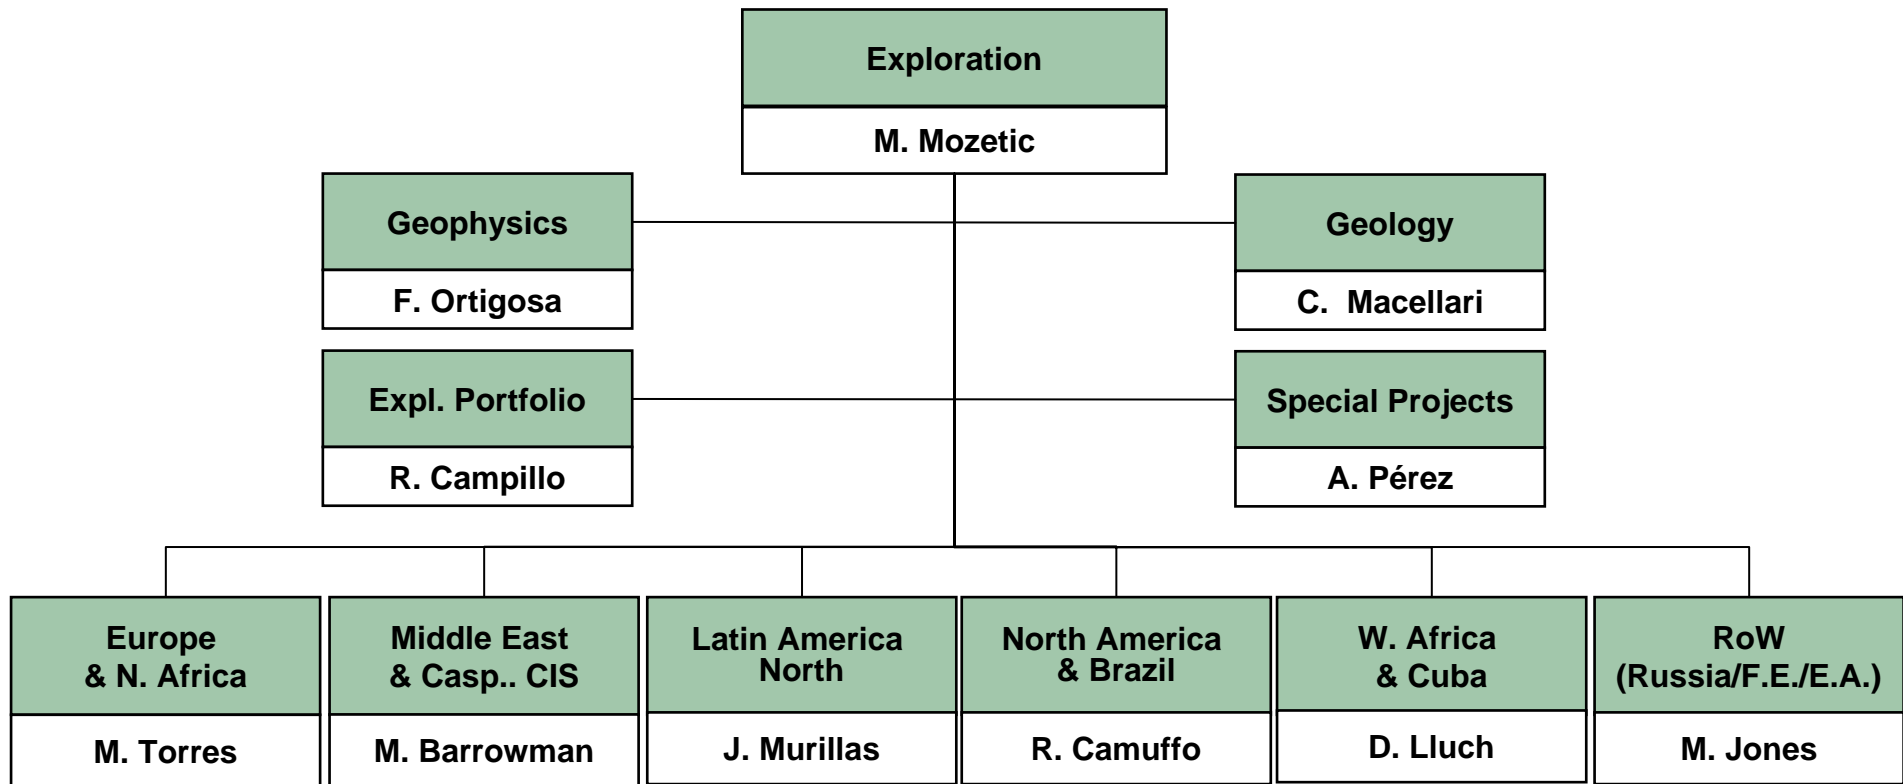 Exploration
M. Mozetic
Geophysics
F. Ortigosa
Geology
C. Macellari
Expl. Portfolio
R. Campillo
Special Projects
A. Pérez
Europe
& N. Africa
M. Torres
Middle East
& Casp.. CIS
M. Barrowman
Latin America
North
J. Murillas
North America
& Brazil
R. Camuffo
W. Africa
& Cuba
D. Lluch
RoW
(Russia/F.E./E.A.)
M. Jones